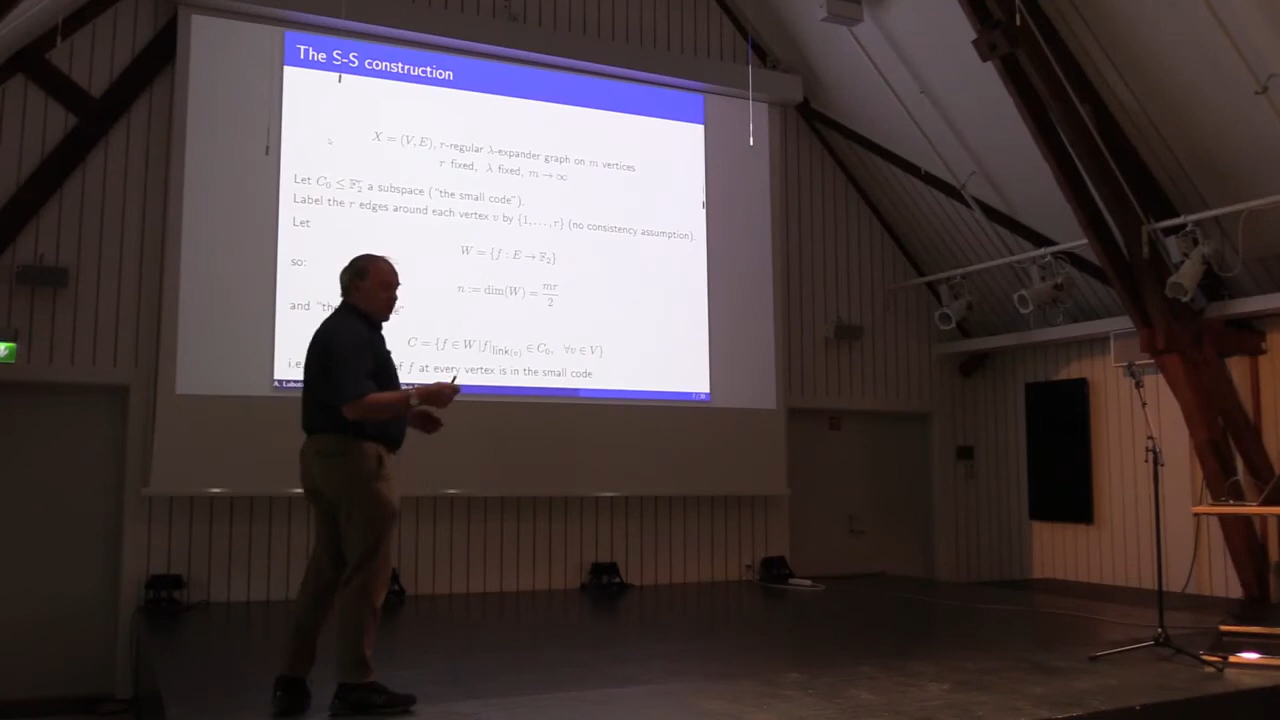 The S-S construction
X = (V, E), r-regular λ-expander graph on m vertices
r fixed, λ fixed, m → ∞
Let C₀ ≤ 𝔽₂ʳ a subspace ("the small code").
Label the r edges around each vertex v by {1, . . . , r} (no consistency assumption).
Let
W = {f : E → 𝔽₂}
so:
n := dim(W) = mr/2
and
C = {f ∈ W | f|link(v) ∈ C₀, ∀v ∈ V}
i.e. f at every vertex is in the small code